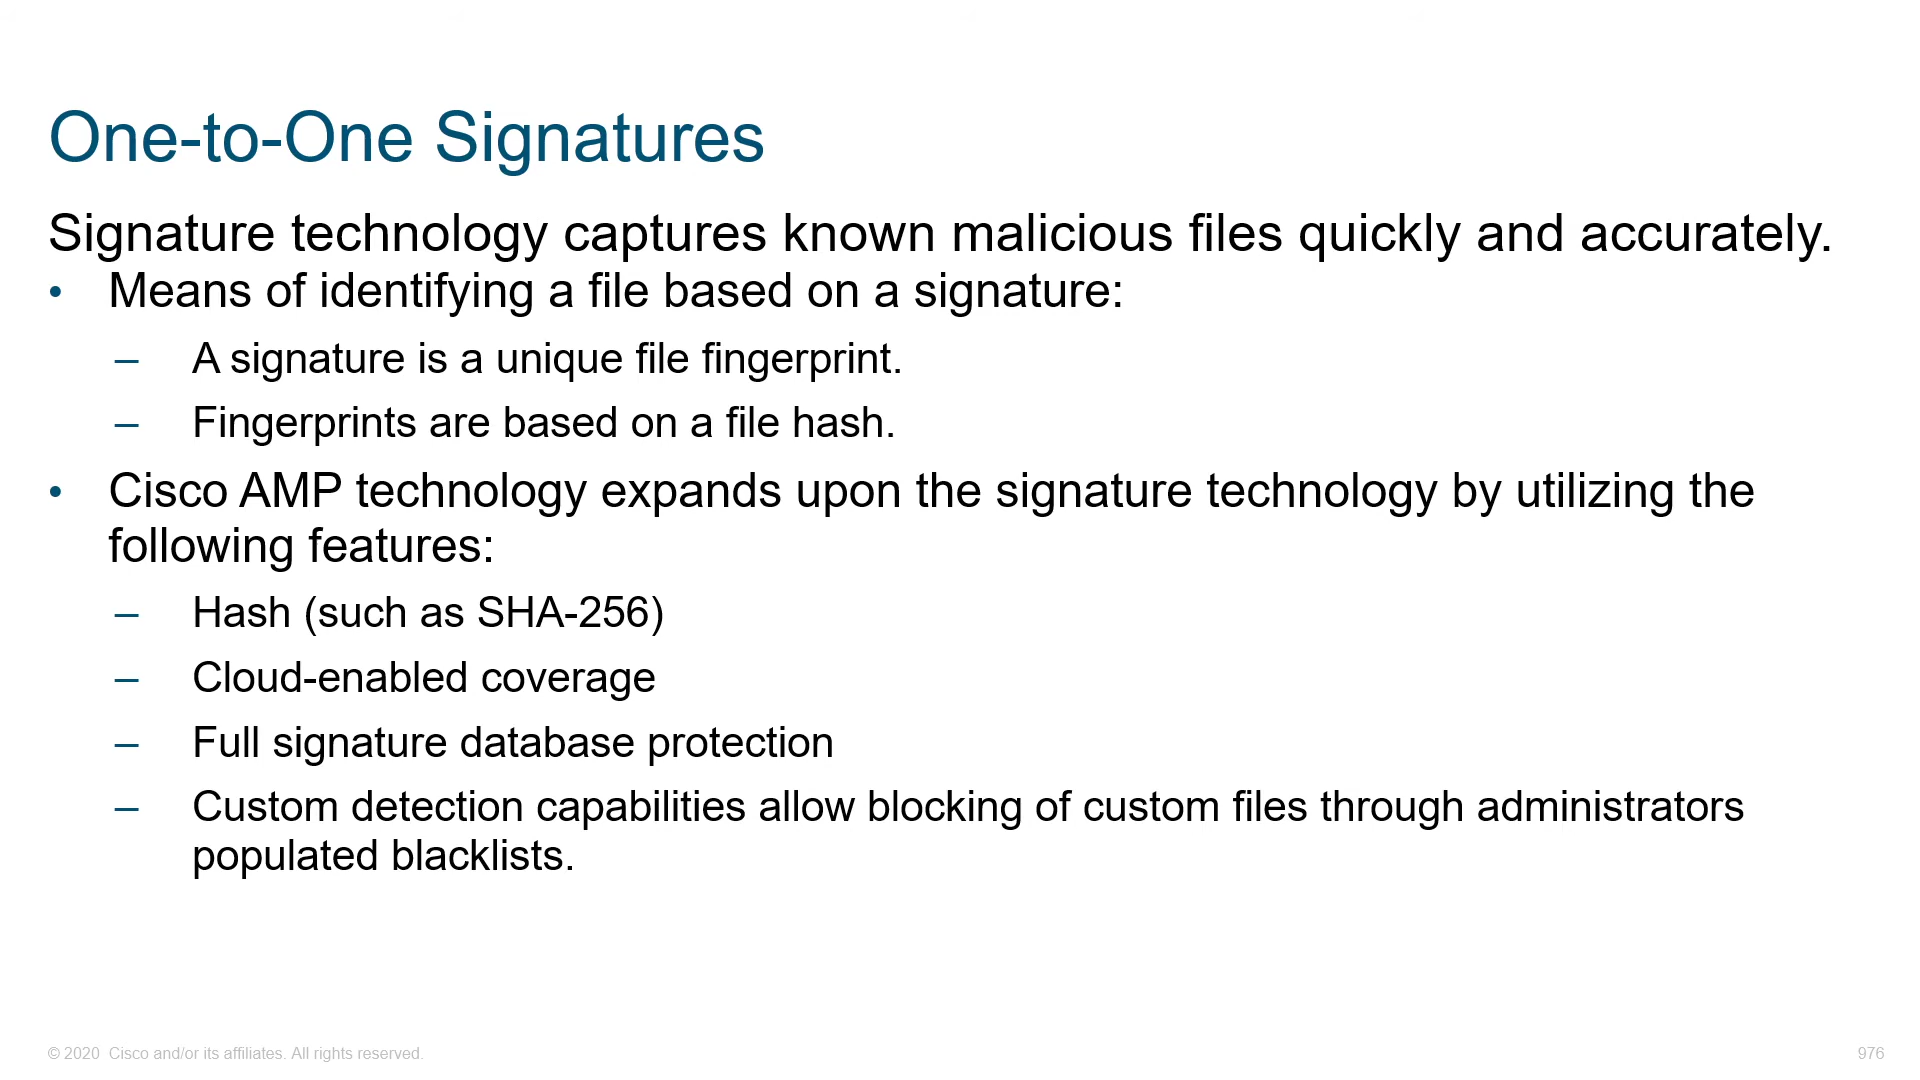 One-to-One Signatures
Signature technology captures known malicious files quickly and accurately.
• Means of identifying a file based on a signature:
– A signature is a unique file fingerprint.
– Fingerprints are based on a file hash.
• Cisco AMP technology expands upon the signature technology by utilizing the
following features:
– Hash (such as SHA-256)
– Cloud-enabled coverage
– Full signature database protection
– Custom detection capabilities allow blocking of custom files through administrators
populated blacklists.
© 2020 Cisco and/or its affiliates. All rights reserved.
976